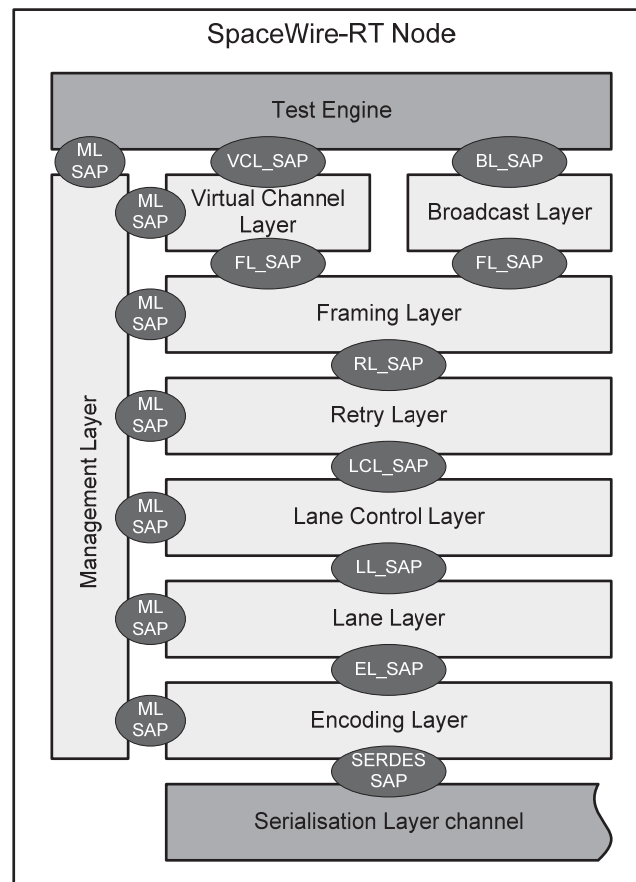 SpaceWire-RT Node
Test Engine
ML
SAP
VCL_SAP
BL_SAP
ML
SAP
Virtual Channel
Layer
Broadcast Layer
FL_SAP
FL_SAP
ML
SAP
Framing Layer
RL_SAP
ML
SAP
Retry Layer
LCL_SAP
Management Layer
ML
SAP
Lane Control Layer
LL_SAP
ML
SAP
Lane Layer
EL_SAP
ML
SAP
Encoding Layer
SERDES
SAP
Serialisation Layer channel